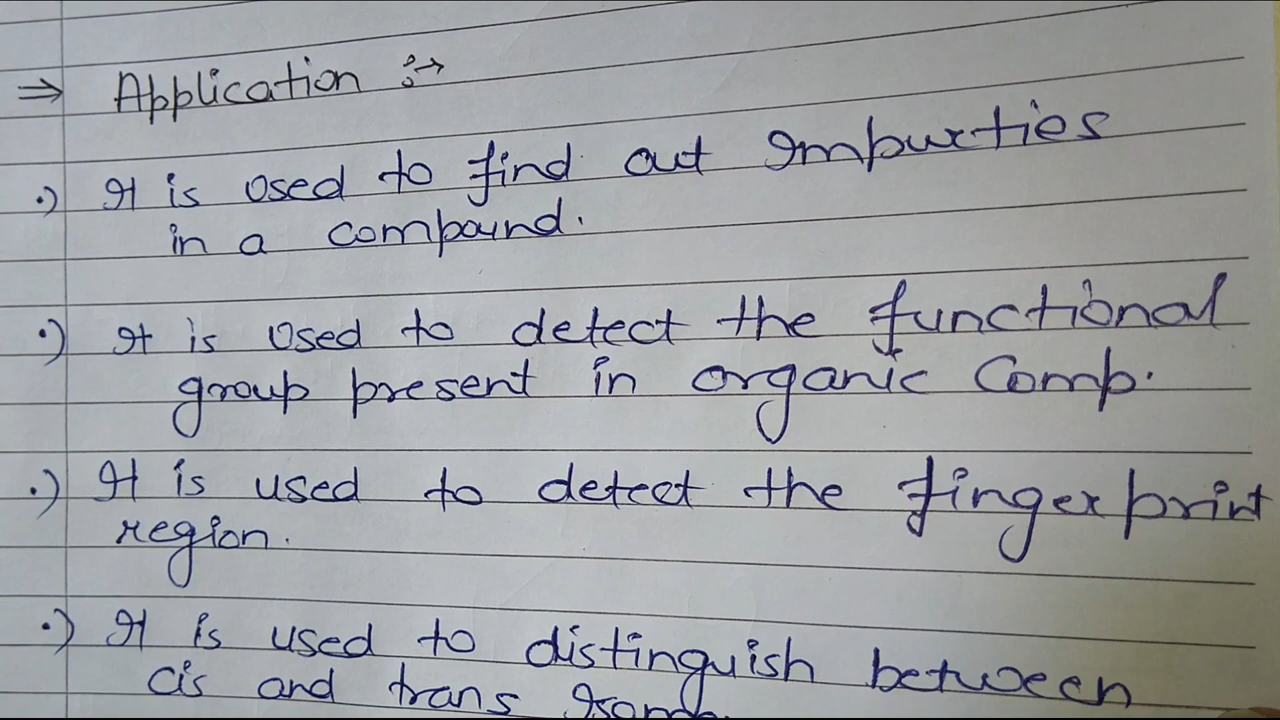 ⇒ Application :→
•) It is used to find out Impurties
in a compound.
•) It is used to detect the functional
group present in organic Comp.
•) It is used to detect the fingerprint
region.
•) It is used to distinguish between
cis and trans